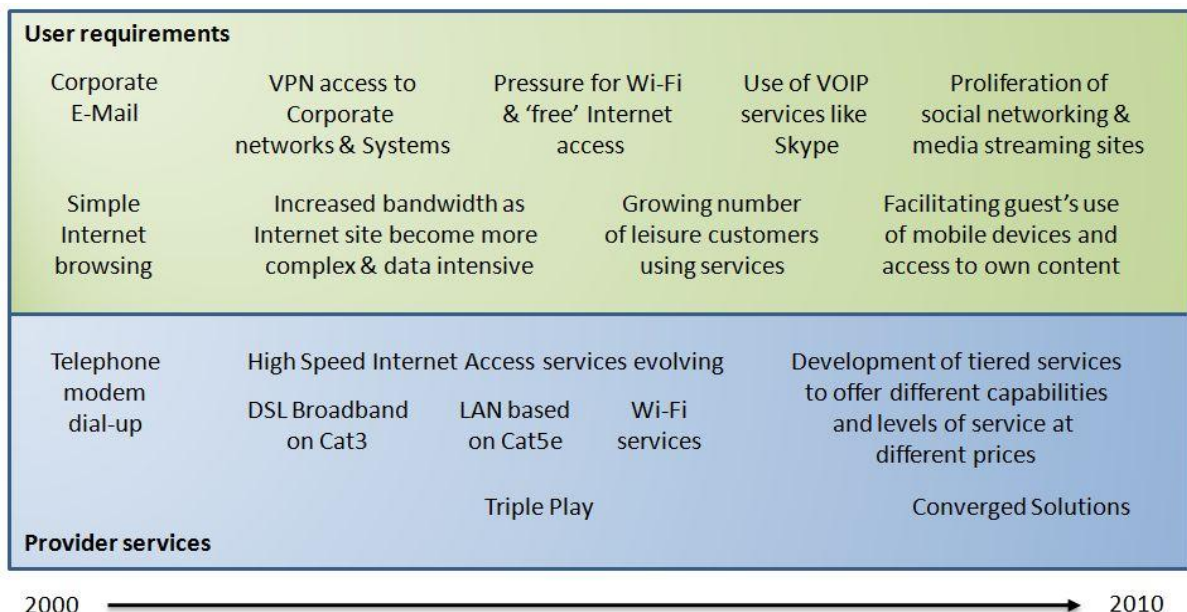 User requirements
Corporate
E-Mail
VPN access to
Corporate
networks & Systems
Pressure for Wi-Fi
& ‘free’ Internet
access
Use of VOIP
services like
Skype
Proliferation of
social networking &
media streaming sites
Simple
Internet
browsing
Increased bandwidth as
Internet site become more
complex & data intensive
Growing number
of leisure customers
using services
Facilitating guest’s use
of mobile devices and
access to own content
Telephone
modem
dial-up
High Speed Internet Access services evolving
DSL Broadband
on Cat3
LAN based
on Cat5e
Wi-Fi
services
Development of tiered services
to offer different capabilities
and levels of service at
different prices
Triple Play
Converged Solutions
Provider services
2000
2010